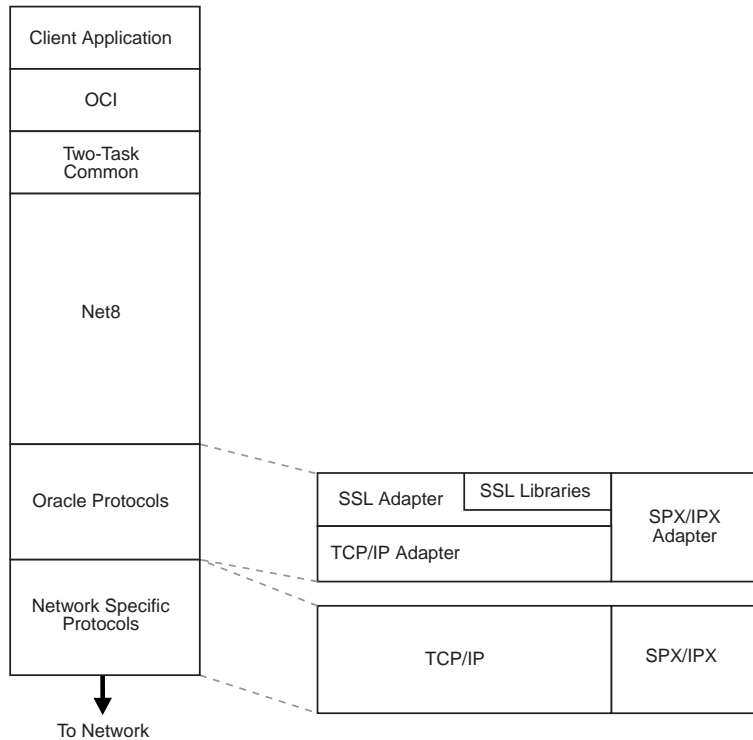 Client Application
OCI
Two-Task
Common
Net8
Oracle Protocols
SSL Adapter
SSL Libraries
SPX/IPX
Adapter
TCP/IP Adapter
Network Specific
Protocols
TCP/IP
SPX/IPX
To Network